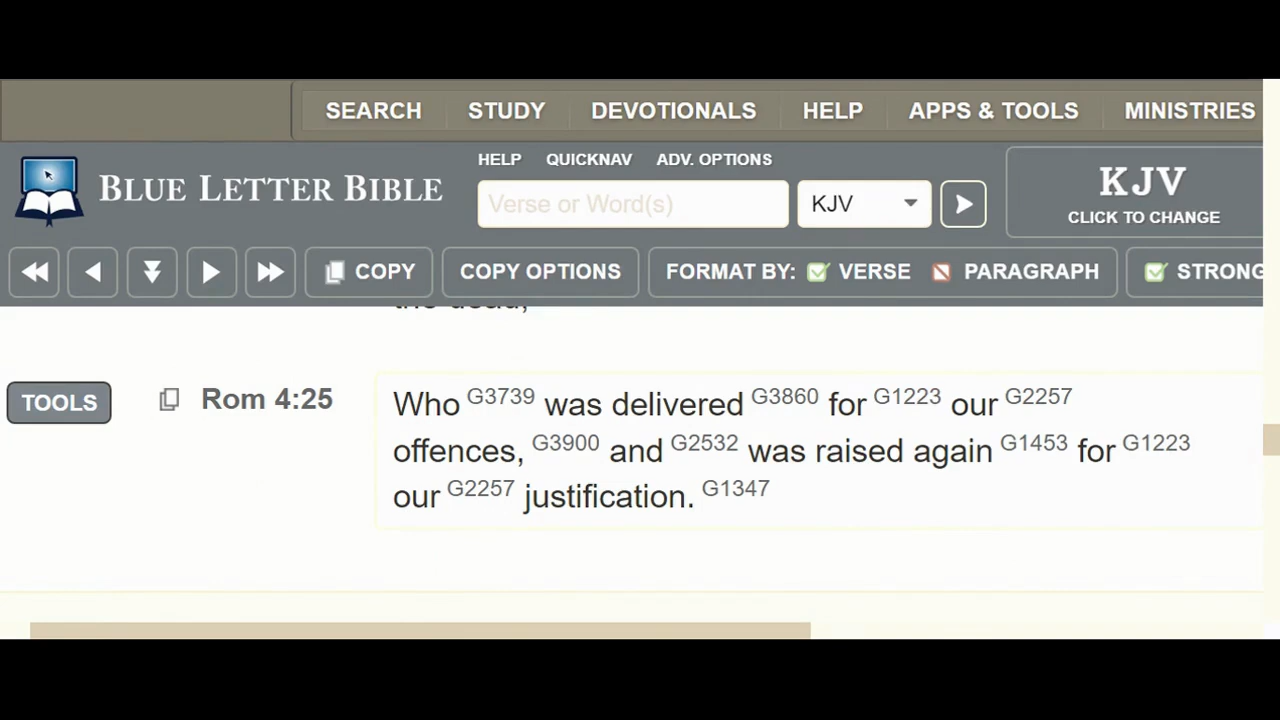 SEARCH STUDY DEVOTIONALS HELP APPS & TOOLS MINISTRIES
HELP QUICKNAV ADV. OPTIONS
BLUE LETTER BIBLE
Verse or Word(s) KJV
KJV
CLICK TO CHANGE
COPY COPY OPTIONS FORMAT BY: VERSE PARAGRAPH STRONG
the dead,
TOOLS Rom 4:25
Who G3739 was delivered G3860 for G1223 our G2257
offences, G3900 and G2532 was raised again G1453 for G1223
our G2257 justification. G1347